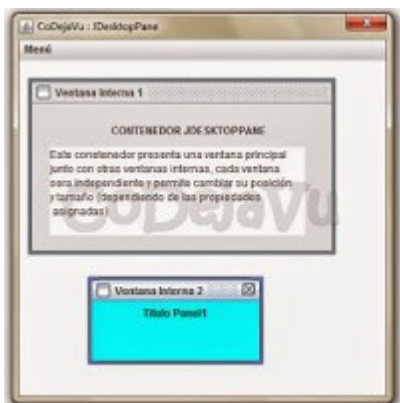 CoDejaVu : JDesktopPane
Menú
Ventana Interna 1
CONTENEDOR JDESKTOPPANE
Este conetenedor presenta una ventana principal
junto con otras ventanas internas, cada ventana
sera independiente y permite cambiar su posición
y tamaño (dependiendo de las propiedades
asignadas)
CoDejaVu
Ventana Interna 2
Titulo Panel1